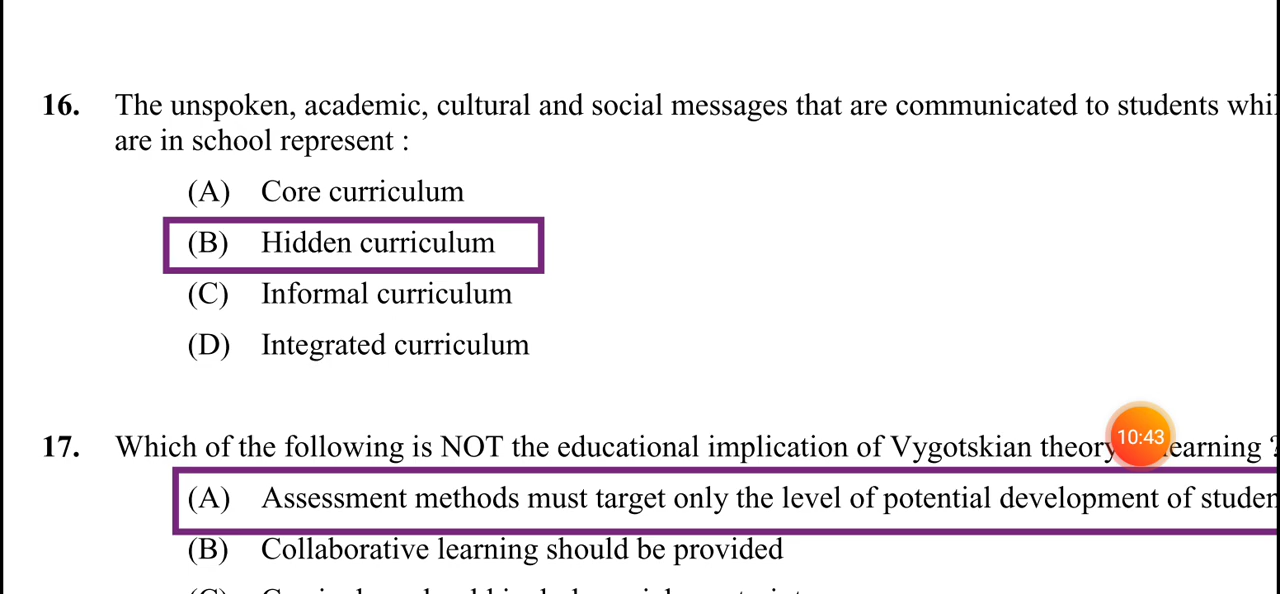 16. The unspoken, academic, cultural and social messages that are communicated to students
are in school represent :
(A) Core curriculum
(B) Hidden curriculum
(C) Informal curriculum
(D) Integrated curriculum
17. Which of the following is NOT the educational implication of Vygotskian theory earning ?
10:43
(A) Assessment methods must target only the level of potential development of
(B) Collaborative learning should be provided